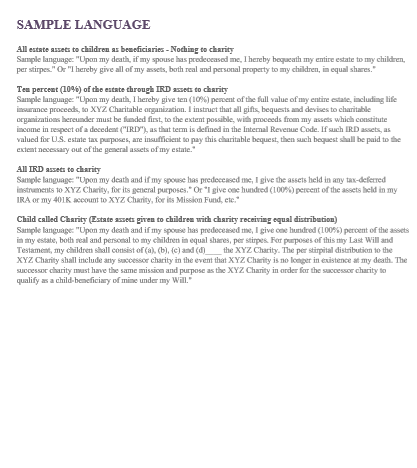 SAMPLE LANGUAGE
All estate assets to children as beneficiaries - Nothing to charity
Sample language: "Upon my death, if my spouse has predeceased me, I hereby bequeath my entire estate to my children,
per stirpes." Or "I hereby give all of my assets, both real and personal property to my children, in equal shares."
Ten percent (10%) of the estate through IRD assets to charity
Sample language: "Upon my death, I hereby give ten (10%) percent of the full value of my entire estate, including life
insurance proceeds, to XYZ Charitable organization. I instruct that all gifts, bequests and devises to charitable
organizations hereunder must be funded first, to the extent possible, with proceeds from my assets which constitute
income in respect of a decedent ("IRD"), as that term is defined in the Internal Revenue Code. If such IRD assets, as
valued for U.S. estate tax purposes, are insufficient to pay this charitable bequest, then such bequest shall be paid to the
extent necessary out of the general assets of my estate."
All IRD assets to charity
Sample language: "Upon my death and if my spouse has predeceased me, I give the assets held in any tax-deferred
instruments to XYZ Charity, for its general purposes." Or "I give one hundred (100%) percent of the assets held in my
IRA or my 401K account to XYZ Charity, for its Mission Fund, etc."
Child called Charity (Estate assets given to children with charity receiving equal distribution)
Sample language: "Upon my death and if my spouse has predeceased me, I give one hundred (100%) percent of the assets
in my estate, both real and personal to my children in equal shares, per stirpes. For purposes of this my Last Will and
Testament, my children shall consist of (a), (b), (c) and (d)____ the XYZ Charity. The per stirpital distribution to the
XYZ Charity shall include any successor charity in the event that XYZ Charity is no longer in existence at my death. The
successor charity must have the same mission and purpose as the XYZ Charity in order for the successor charity to
qualify as a child-beneficiary of mine under my Will."